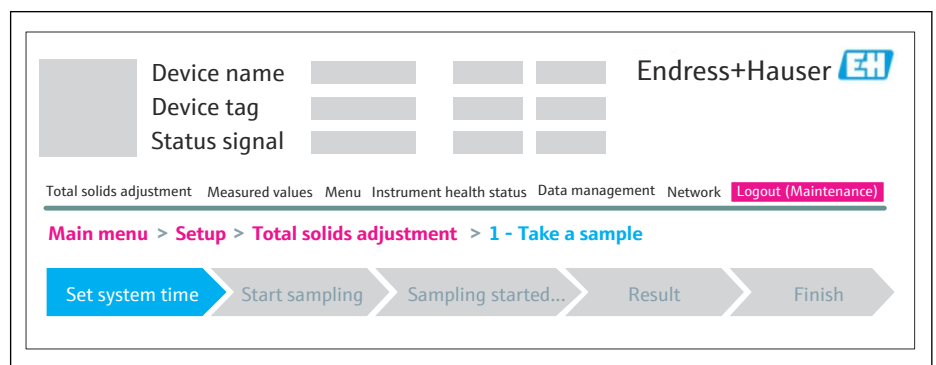 Device name
Endress+Hauser EH
Device tag
Status signal
Total solids adjustment Measured values Menu Instrument health status Data management Network Logout (Maintenance)
Main menu > Setup > Total solids adjustment > 1 - Take a sample
Set system time Start sampling Sampling started... Result Finish